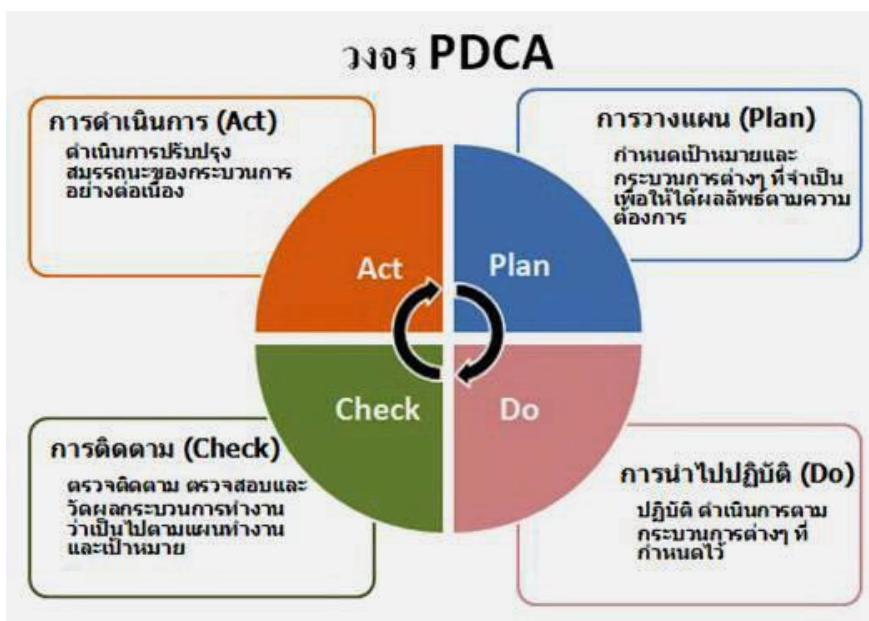 วงจร PDCA
การดำเนินการ (Act)
ดำเนินการปรับปรุง
สมรรถนะของกระบวนการ
อย่างต่อเนื่อง
การวางแผน (Plan)
กำหนดเป้าหมายและ
กระบวนการต่างๆ ที่จำเป็น
เพื่อให้ได้ผลลัพธ์ตามความ
ต้องการ
Act
Plan
Check
Do
การติดตาม (Check)
ตรวจติดตาม ตรวจสอบและ
วัดผลกระบวนการทำงาน
ว่าเป็นไปตามแผนทำงาน
และเป้าหมาย
การนำไปปฏิบัติ (Do)
ปฏิบัติ ดำเนินการตาม
กระบวนการต่างๆ ที่
กำหนดไว้